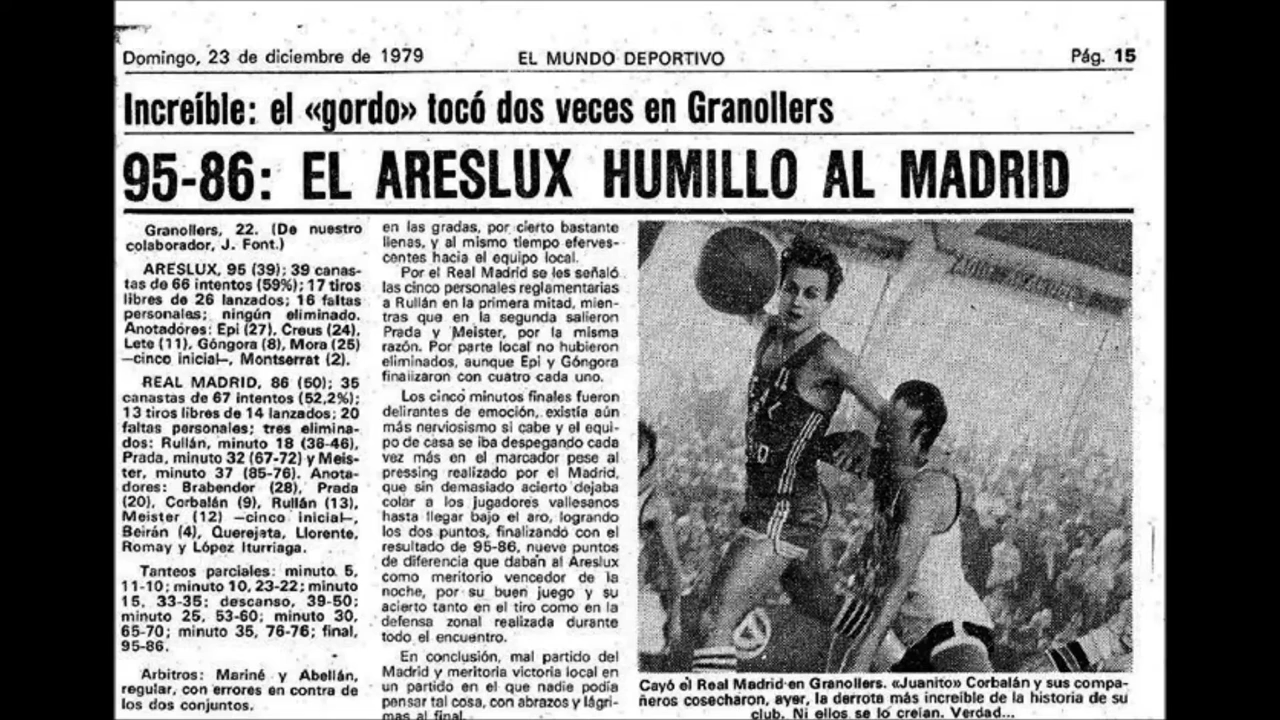 Domingo, 23 de diciembre de 1979
EL MUNDO DEPORTIVO
Pág. 15
Increíble: el «gordo» tocó dos veces en Granollers
95-86: EL ARESLUX HUMILLO AL MADRID
Granollers, 22. (De nuestro
colaborador, J. Font.)
ARESLUX, 95 (39); 39 canas-
tas de 66 intentos (59%); 17 tiros
libres de 26 lanzados; 16 faltas
personales; ningún eliminado.
Anotadores: Epi (27), Creus (24),
Lete (11), Góngora (8), Mora (25)
—cinco inicial—, Montserrat (2).
REAL MADRID, 86 (50); 35
canastas de 67 intentos (52,2%);
13 tiros libres de 14 lanzados; 20
faltas personales; tres elimina-
dos: Rullán, minuto 18 (36-46),
Prada, minuto 32 (67-72) y Meis-
ter, minuto 37 (85-76). Anota-
dores: Brabender (28), Prada
(20), Corbalán (9), Rullán (13),
Meister (12) —cinco inicial—,
Beirán (4), Querejeta, Llorente,
Romay y López Iturriaga.
Tanteos parciales: minuto 5,
11-10; minuto 10, 23-22; minuto
15, 33-35; descanso, 39-50;
minuto 25, 53-60; minuto 30,
65-70; minuto 35, 76-76; final,
95-86.
Arbitros: Mariné y Abellán,
regular, con errores en contra de
los dos conjuntos.
en las gradas, por cierto bastante
llenas, y al mismo tiempo eferves-
centes hacia el equipo local.
Por el Real Madrid se les señaló
las cinco personales reglamentarias
a Rullán en la primera mitad, mien-
tras que en la segunda salieron
Prada y Meister, por la misma
razón. Por parte local no hubieron
eliminados, aunque Epi y Góngora
finalizaron con cuatro cada uno.
Los cinco minutos finales fueron
delirantes de emoción, existía aún
más nerviosismo si cabe y el equi-
po de casa se iba despegando cada
vez más en el marcador pese al
pressing realizado por el Madrid,
que sin demasiado acierto dejaba
colar a los jugadores vallesanos
hasta llegar bajo el aro, logrando
los dos puntos, finalizando con el
resultado de 95-86, nueve puntos
de diferencia que daban al Areslux
como meritorio vencedor de la
noche, por su buen juego y su
acierto tanto en el tiro como en la
defensa zonal realizada durante
todo el encuentro.
En conclusión, mal partido del
Madrid y meritoria victoria local en
un partido en el que nadie podía
pensar tal cosa, con abrazos y lágri-
mas al final.
Cayó el Real Madrid en Granollers. «Juanito» Corbalán y sus compa-
ñeros cosecharon, ayer, la derrota más increíble de la historia de su
club. Ni ellos se lo creían. Verdad...